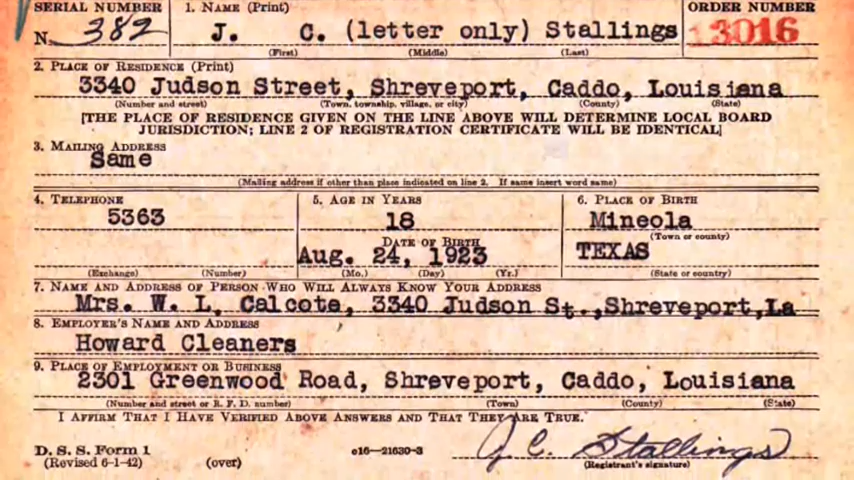 SERIAL NUMBER 1. NAME (Print) ORDER NUMBER
N. 382 J. C. (letter only) Stallings 13016
(First) (Middle) (Last)
2. PLACE OF RESIDENCE (Print)
3340 Judson Street, Shreveport, Caddo, Louisiana
(Number and street) (Town, township, village, or city) (County) (State)
[THE PLACE OF RESIDENCE GIVEN ON THE LINE ABOVE WILL DETERMINE LOCAL BOARD
JURISDICTION; LINE 2 OF REGISTRATION CERTIFICATE WILL BE IDENTICAL]
3. MAILING ADDRESS
Same
(Mailing address if other than place indicated on line 2. If same insert word same)
4. TELEPHONE 5. AGE IN YEARS 6. PLACE OF BIRTH
5363 18 Mineola
DATE OF BIRTH (Town or county)
Aug. 24, 1923 TEXAS
(Exchange) (Number) (Mo.) (Day) (Yr.) (State or country)
7. NAME AND ADDRESS OF PERSON WHO WILL ALWAYS KNOW YOUR ADDRESS
Mrs. W. L. Calcote, 3340 Judson St.,Shreveport,La
8. EMPLOYER'S NAME AND ADDRESS
Howard Cleaners
9. PLACE OF EMPLOYMENT OR BUSINESS
2301 Greenwood Road, Shreveport, Caddo, Louisiana
(Number and street or R. F. D. number) (Town) (County) (State)
I AFFIRM THAT I HAVE VERIFIED ABOVE ANSWERS AND THAT THEY ARE TRUE.
D. S. S. Form 1
(Revised 6-1-42) (over) e16—21630-3 J. C. Stallings
(Registrant's signature)